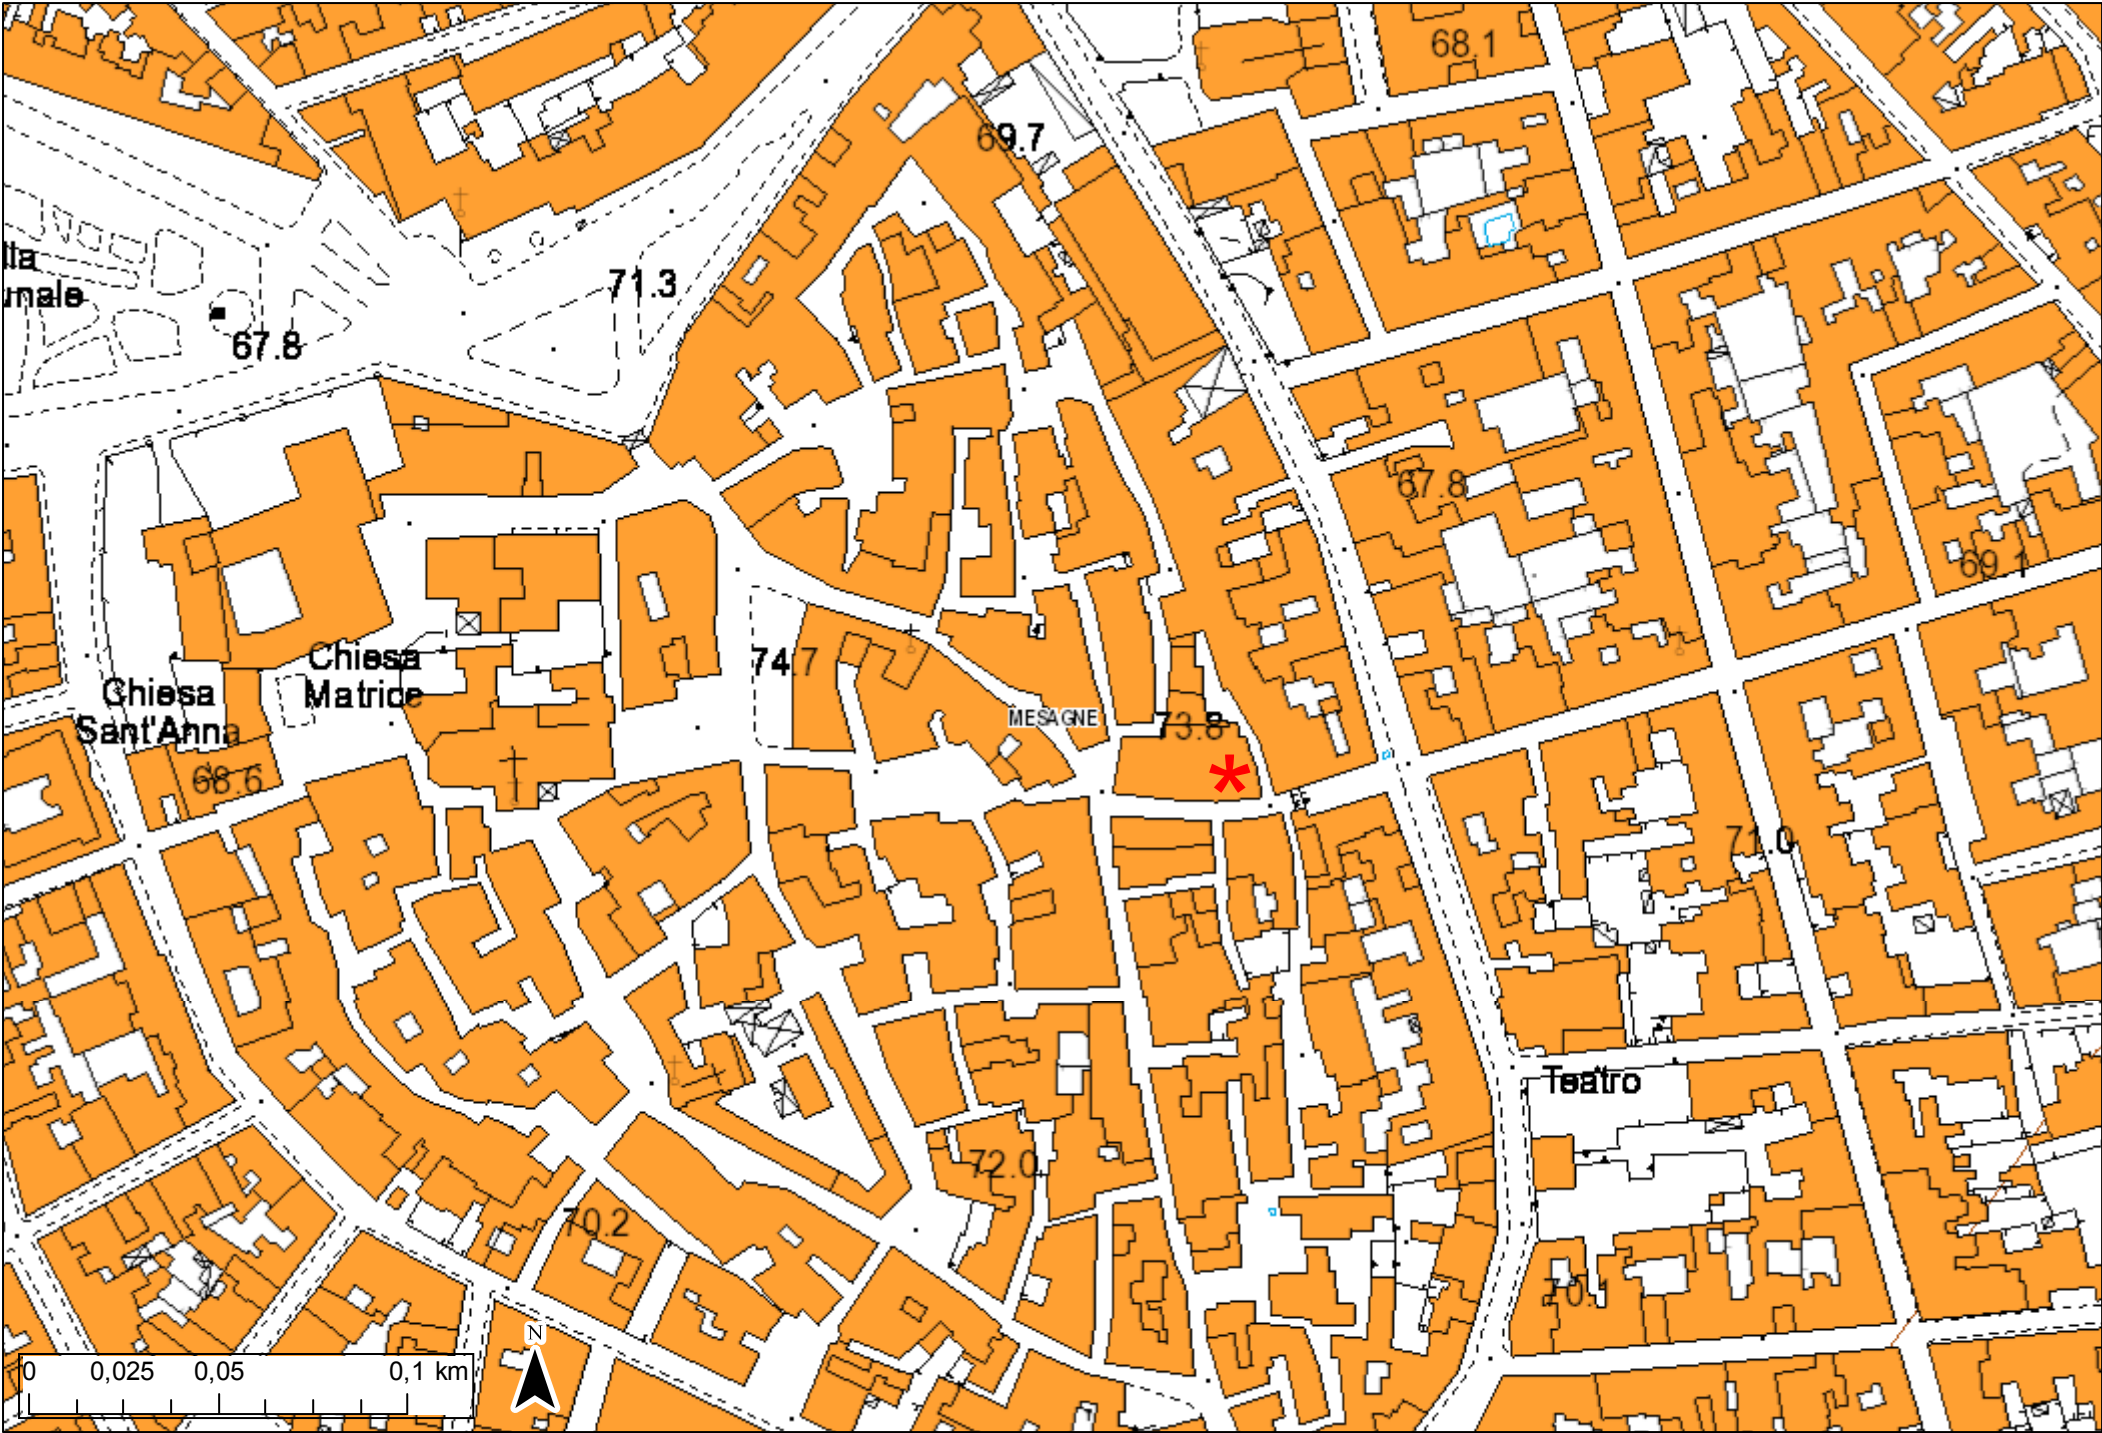 68.1
69.7
lla
unale
71.3
67.8
67.8
69.1
Chiesa
Matrice
74.7
Chiesa
Sant'Anna
MESAGNE
73.8
*
68.6
71.0
Teatro
72.0
70.2
70.1
N
0 0,025 0,05 0,1 km